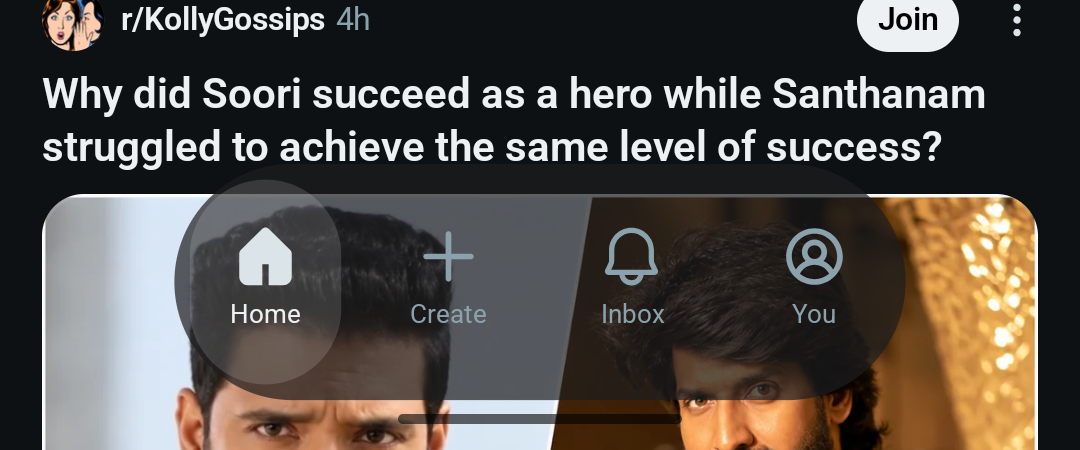 r/KollyGossips 4h
Join
Why did Soori succeed as a hero while Santhanam
struggled to achieve the same level of success?
Home
Create
Inbox
You